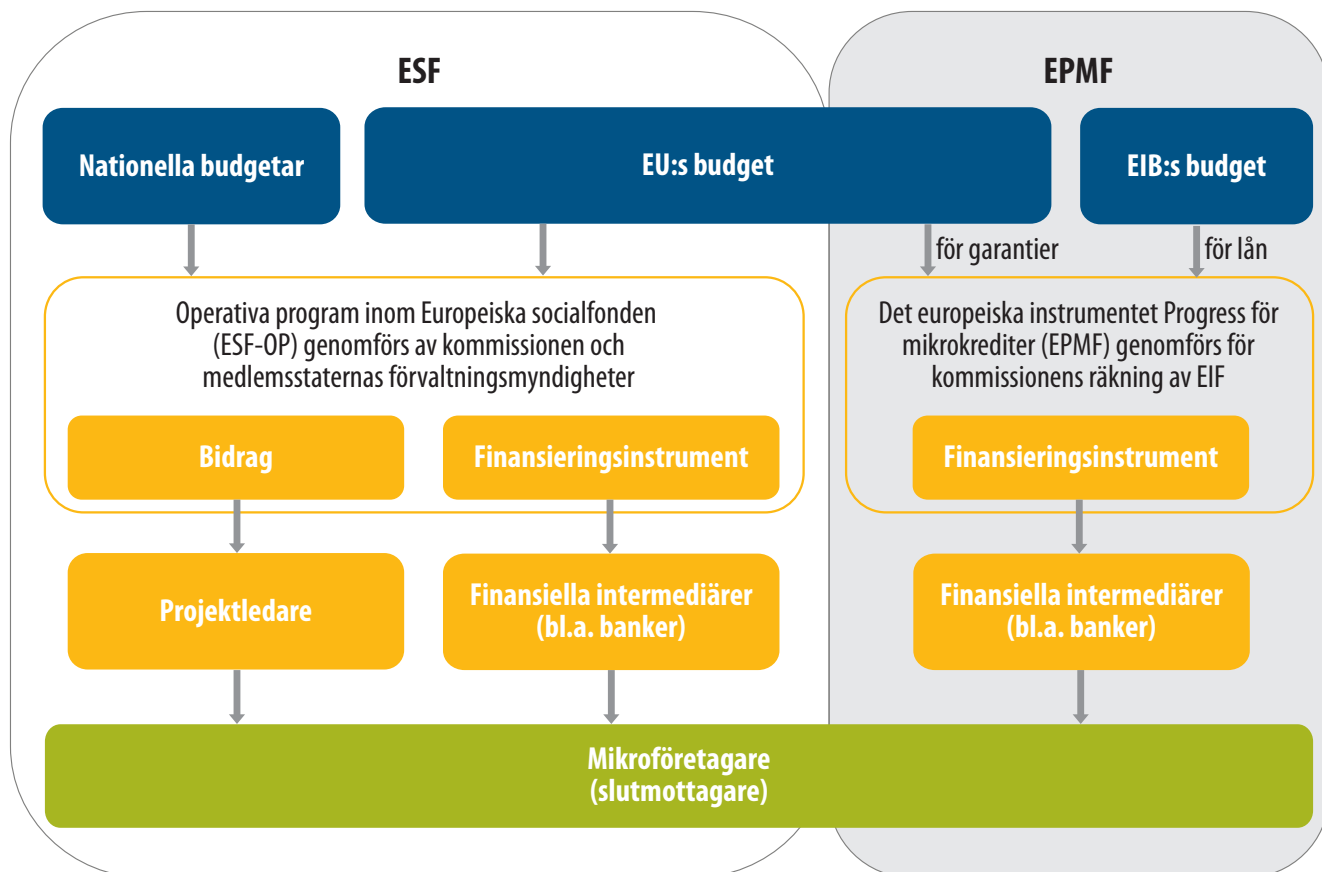 ESF
EPMF
Nationella budgetar
EU:s budget
EIB:s budget
för garantier
för lån
Operativa program inom Europeiska socialfonden
(ESF-OP) genomförs av kommissionen och
medlemsstaternas förvaltningsmyndigheter
Det europeiska instrumentet Progress för
mikrokrediter (EPMF) genomförs för
kommissionens räkning av EIF
Bidrag
Finansieringsinstrument
Finansieringsinstrument
Projektledare
Finansiella intermediärer
(bl.a. banker)
Finansiella intermediärer
(bl.a. banker)
Mikroföretagare
(slutmottagare)